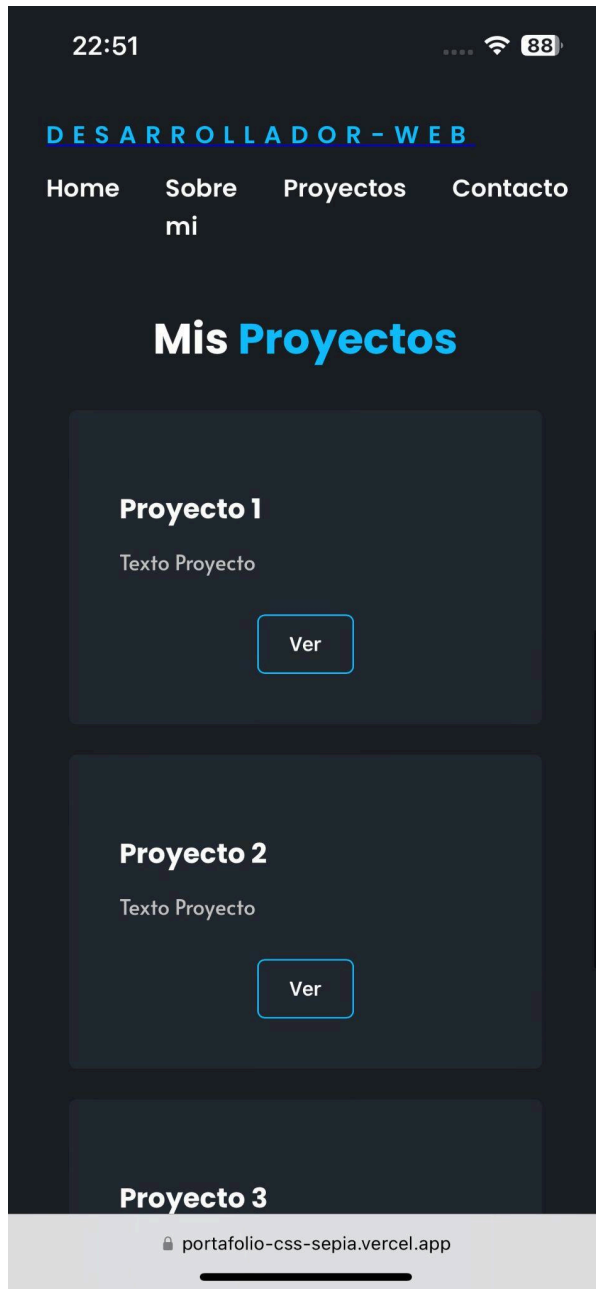 22:51
88
DESARROLLADOR-WEB
Home Sobre mi Proyectos Contacto
Mis Proyectos
Proyecto 1
Texto Proyecto
Ver
Proyecto 2
Texto Proyecto
Ver
Proyecto 3
portafolio-css-sepia.vercel.app